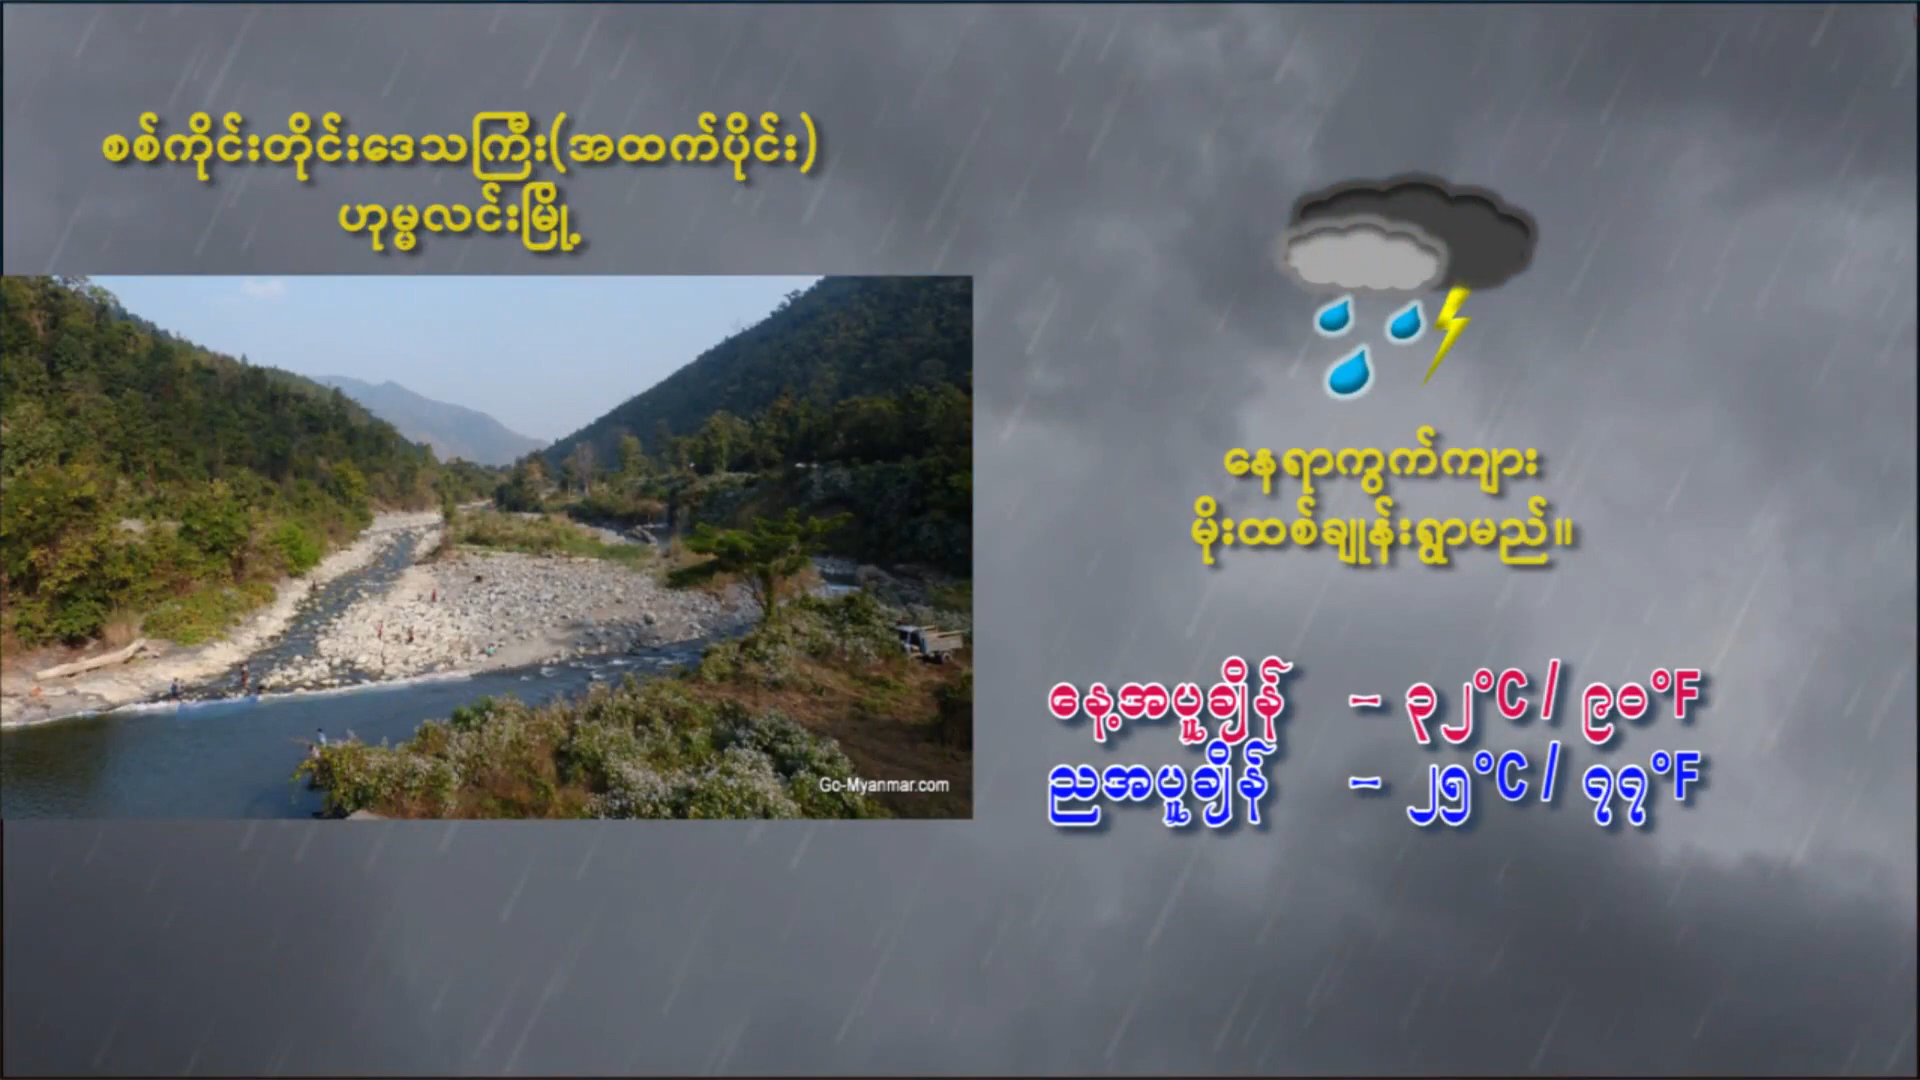 စစ်ကိုင်းတိုင်းဒေသကြီး(အထက်ပိုင်း)
ဟုမ္မလင်းမြို့
နေရာကွက်ကျား
မိုးထစ်ချုန်းရွာမည်။
နေ့အပူချိန် - ၃၂°C / ၉၀°F
ညအပူချိန် - ၂၅°C / ၇၇°F
Go-Myanmar.com